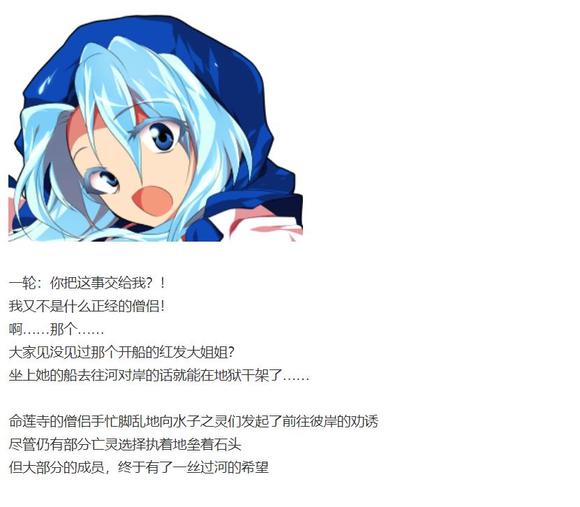 一轮：你把这事交给我？！
我又不是什么正经的僧侣！
啊……那个……
大家见没见过那个开船的红发大姐姐？
坐上她的船去往河对岸的话就能在地狱干架了……
命莲寺的僧侣手忙脚乱地向水子之灵们发起了前往彼岸的劝诱
尽管仍有部分亡灵选择执着地垒着石头
但大部分的成员，终于有了一丝过河的希望